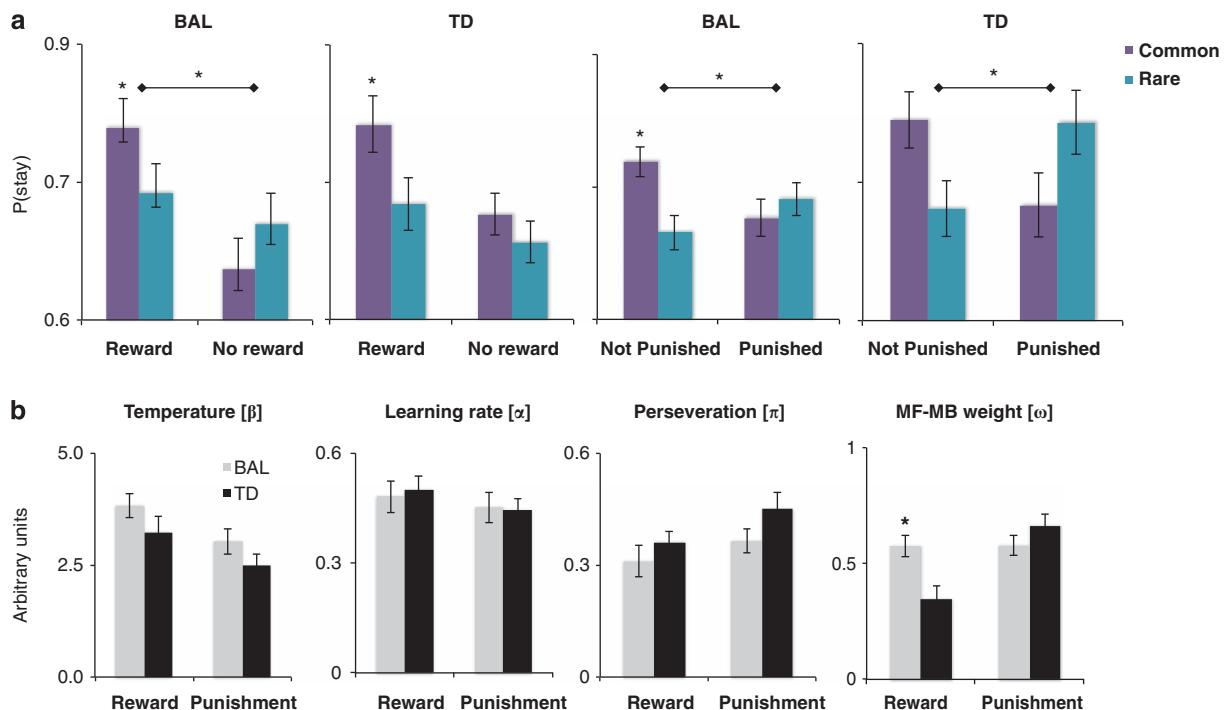 a
BAL
TD
BAL
TD
0.9
0.7
0.6
P(stay)
*
*
*
*
*
*
Common
Rare
Reward
No reward
Reward
No reward
Not Punished
Punished
Not Punished
Punished
b
Temperature [β]
Learning rate [α]
Perseveration [π]
MF-MB weight [ω]
Arbitrary units
5.0
2.5
0.0
BAL
TD
Reward
Punishment
0.6
0.3
0
Reward
Punishment
0.6
0.3
0
Reward
Punishment
1
0.5
0
*
Reward
Punishment